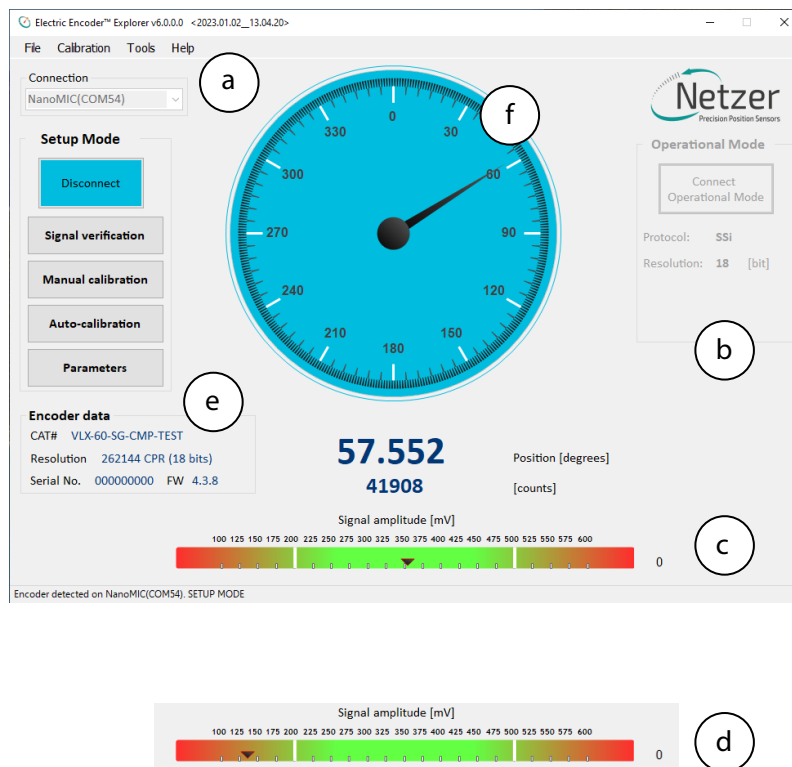 Electric Encoder™ Explorer v6.0.0.0 <2023.01.02__13.04.20>
File Calibration Tools Help
Connection
NanoMIC(COM54)
a
Setup Mode
Disconnect
Signal verification
Manual calibration
Auto-calibration
Parameters
e
Encoder data
CAT# VLX-60-SG-CMP-TEST
Resolution 262144 CPR (18 bits)
Serial No. 000000000 FW 4.3.8
f
0
30
60
90
120
150
180
210
240
270
300
330
57.552 Position [degrees]
41908 [counts]
Netzer
Precision Position Sensors
Operational Mode
Connect
Operational Mode
Protocol: SSi
Resolution: 18 [bit]
b
Signal amplitude [mV]
100 125 150 175 200 225 250 275 300 325 350 375 400 425 450 475 500 525 550 575 600
0
c
Encoder detected on NanoMIC(COM54). SETUP MODE
Signal amplitude [mV]
100 125 150 175 200 225 250 275 300 325 350 375 400 425 450 475 500 525 550 575 600
0
d